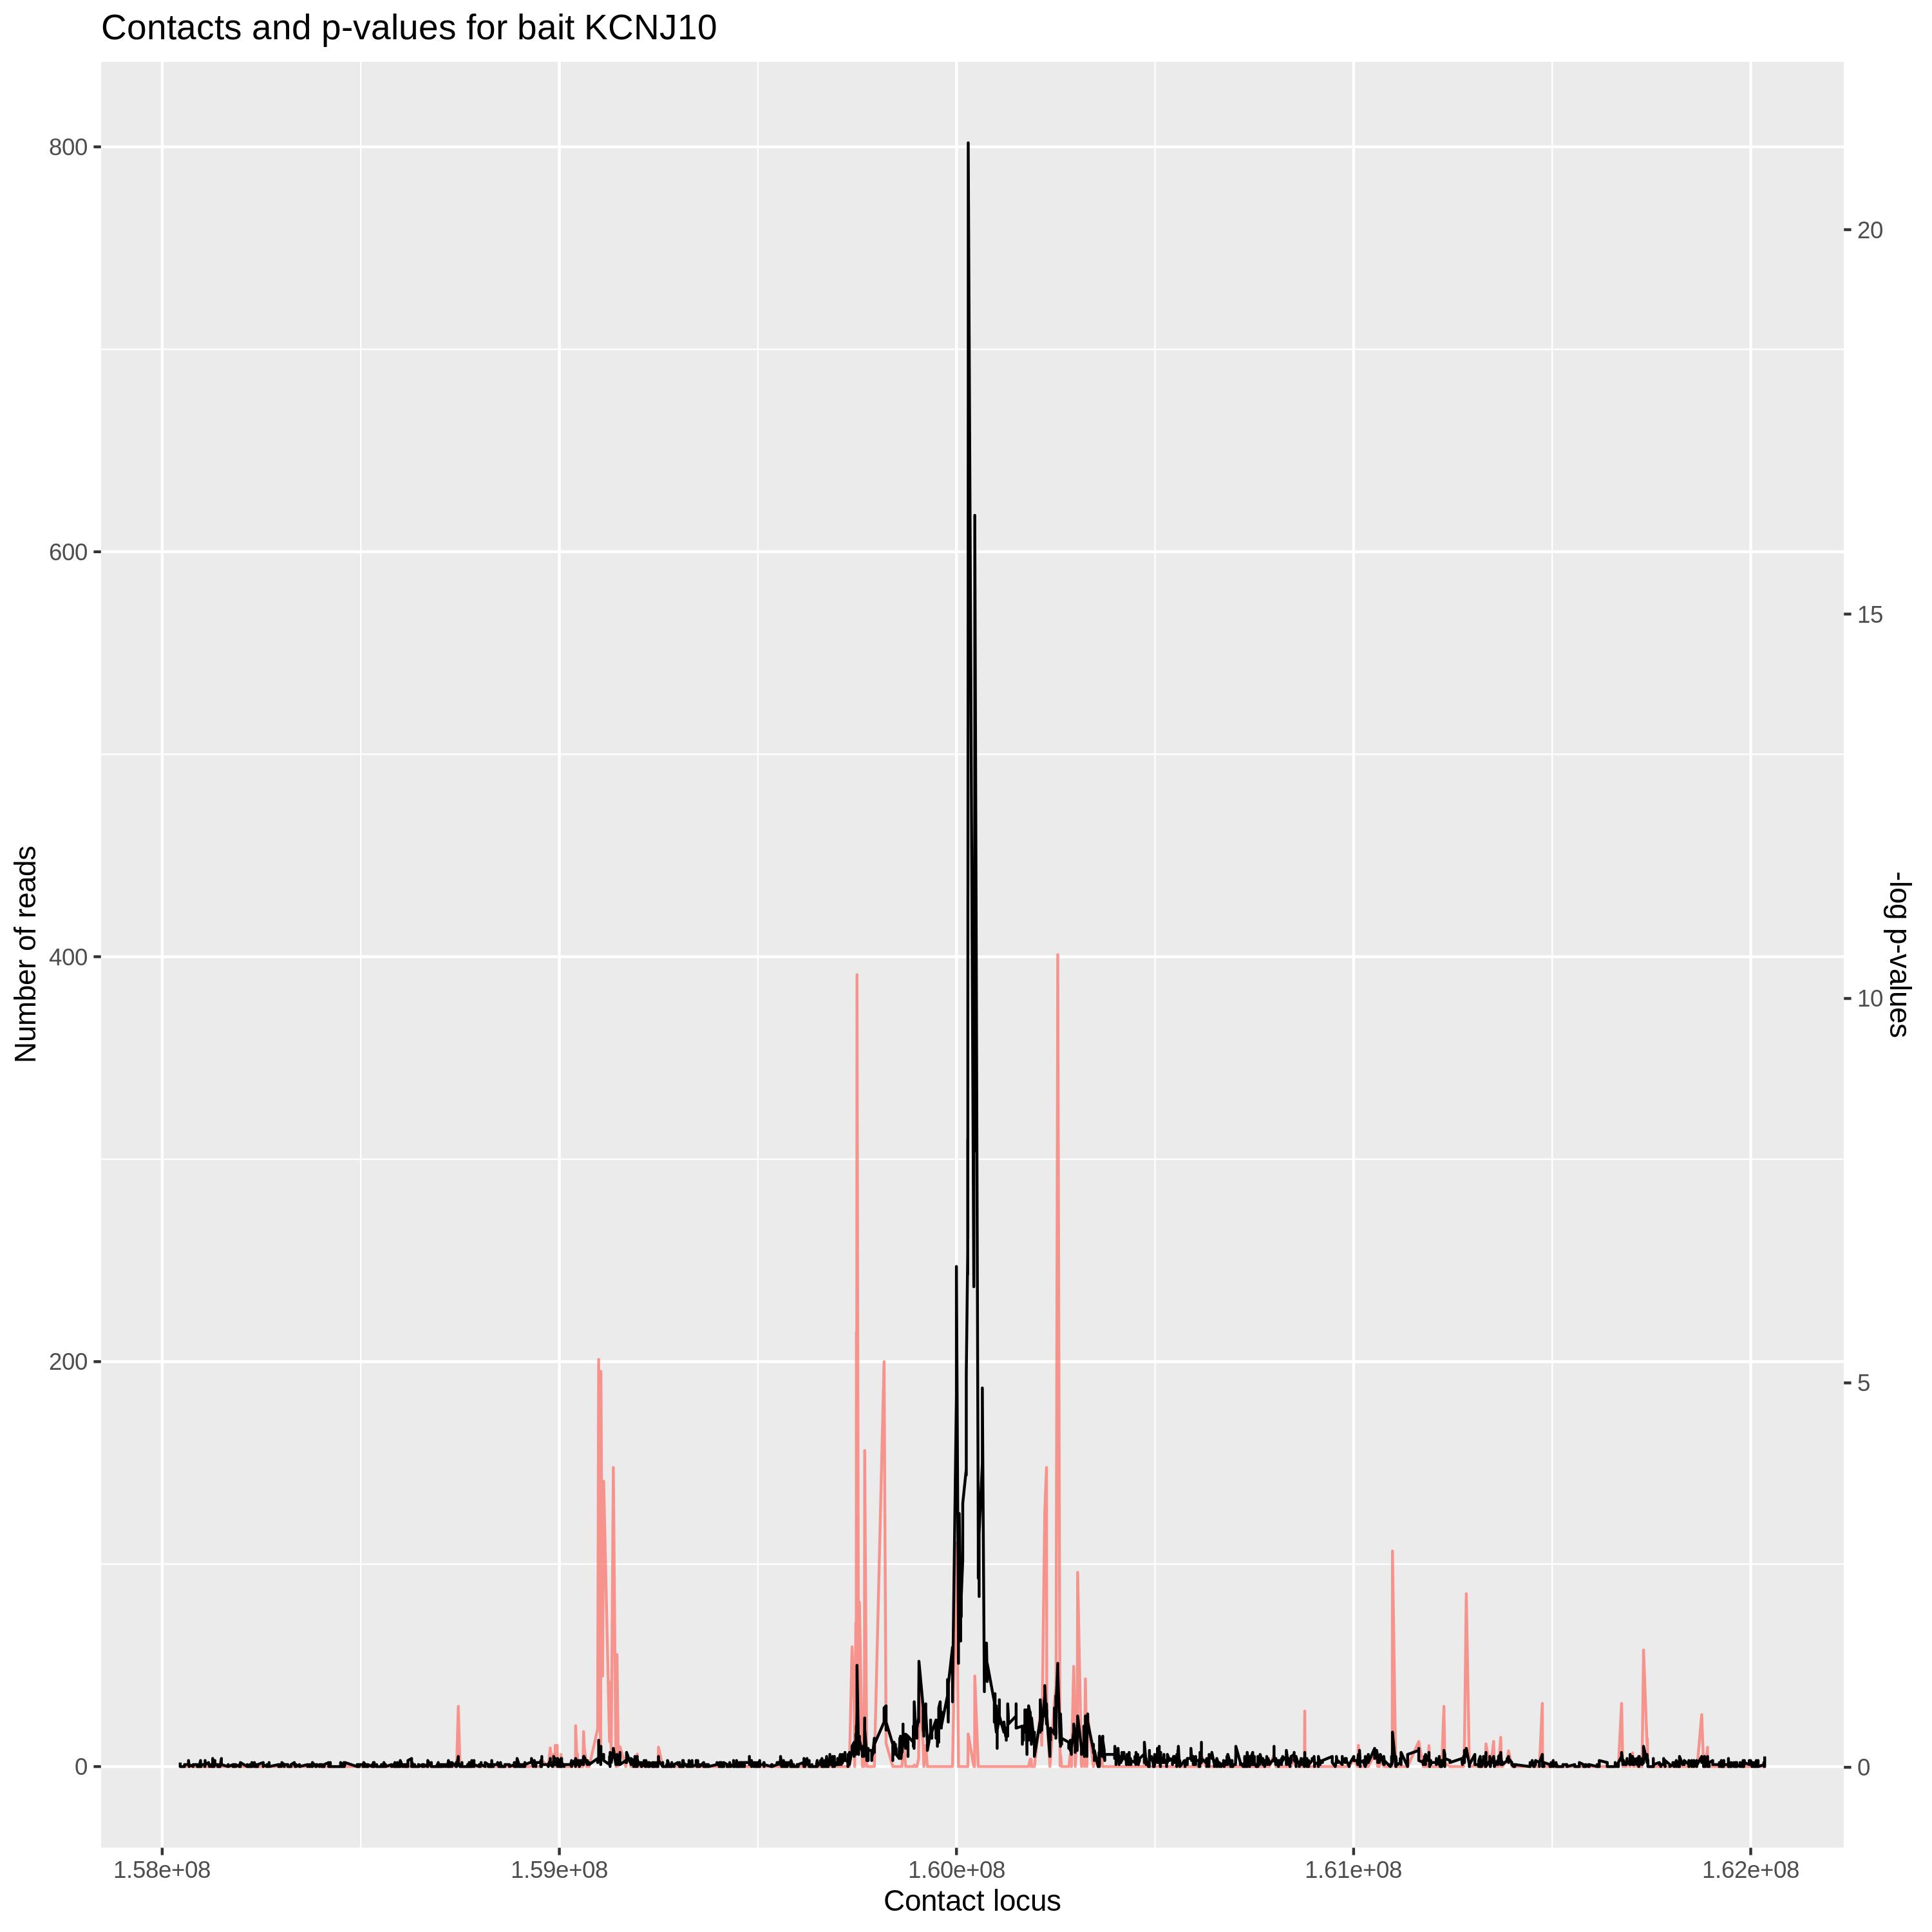 Contacts and p-values for bait KCNJ10
800
600
400
200
0
Number of reads
20
15
10
5
0
-log p-values
1.58e+08 1.59e+08 1.60e+08 1.61e+08 1.62e+08
Contact locus